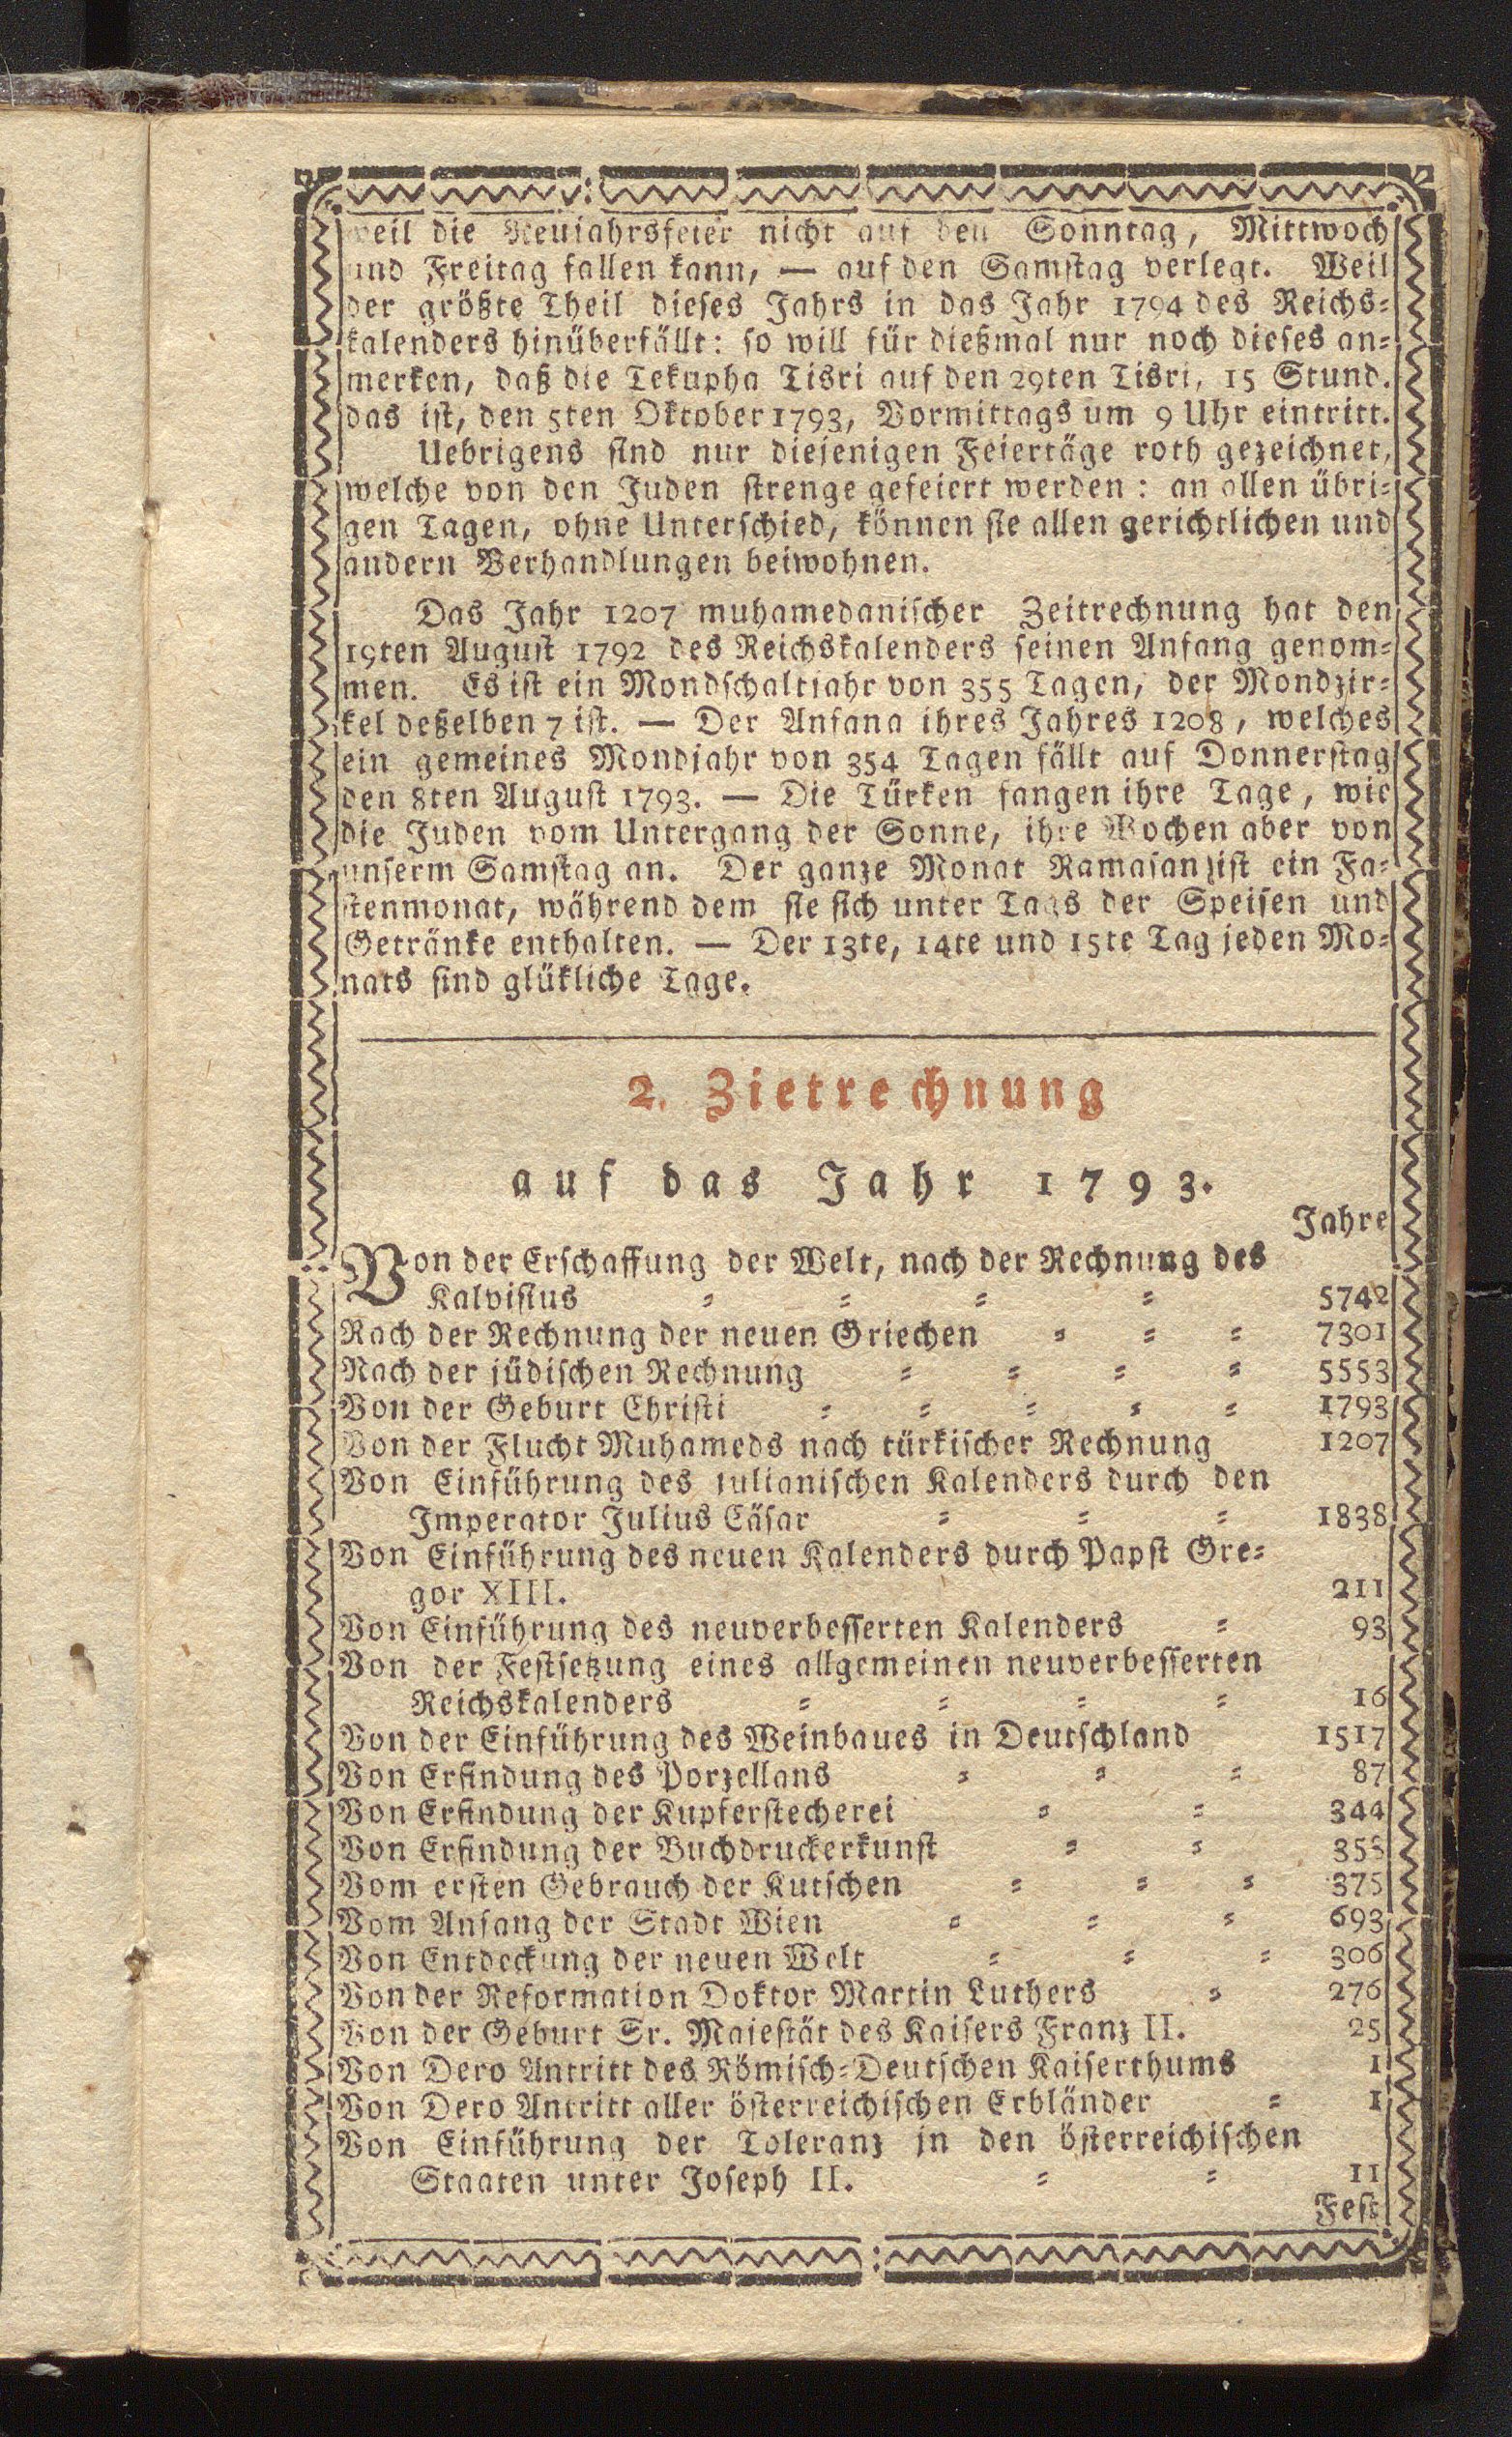 weil die Neujahrsfeier nicht auf den Sonntag, Mittwoch
und Freitag fallen kann, — auf den Samstag verlegt. Weil
der größte Theil dieses Jahrs in das Jahr 1794 des Reichs-
kalenders hinüberfällt: so will für dießmal nur noch dieses an-
merken, daß die Tekupha Tisri auf den 29ten Tisri, 15 Stund.
das ist, den 5ten Oktober 1793, Vormittags um 9 Uhr eintritt.
Uebrigens sind nur diejenigen Feiertäge roth gezeichnet,
welche von den Juden strenge gefeiert werden: an allen übri-
gen Tagen, ohne Unterschied, können sie allen gerichtlichen und
andern Verhandlungen beiwohnen.
Das Jahr 1207 muhamedanischer Zeitrechnung hat den
19ten August 1792 des Reichskalenders seinen Anfang genom-
men. Es ist ein Mondschaltjahr von 355 Tagen, der Mondzir-
kel deßelben 7 ist. — Der Anfang ihres Jahres 1208, welches
ein gemeines Mondjahr von 354 Tagen fällt auf Donnerstag
den 8ten August 1793. — Die Türken fangen ihre Tage, wie
die Juden vom Untergang der Sonne, ihre Wochen aber von
unserm Samstag an. Der ganze Monat Ramasan ist ein Fa-
stenmonat, während dem sie sich unter Tags der Speisen und
Getränke enthalten. — Der 13te, 14te und 15te Tag jeden Mo-
nats sind glükliche Tage.
2. Zietrechnung
auf das Jahr 1793.
Jahre
Von der Erschaffung der Welt, nach der Rechnung des
Kalvisius = = = = 5742
Nach der Rechnung der neuen Griechen = = = 7301
Nach der jüdischen Rechnung = = = = 5553
Von der Geburt Christi = = = = = 1793
Von der Flucht Muhameds nach türkischer Rechnung 1207
Von Einführung des julianischen Kalenders durch den
Imperator Julius Cäsar = = = 1838
Von Einführung des neuen Kalenders durch Papst Gre-
gor XIII. 211
Von Einführung des neuverbesserten Kalenders = 93
Von der Festsetzung eines allgemeinen neuverbesserten
Reichskalenders = = = = 16
Von der Einführung des Weinbaues in Deutschland 1517
Von Erfindung des Porzellans = = = 87
Von Erfindung der Kupferstecherei = = 344
Von Erfindung der Buchdruckerkunst = =
Vom ersten Gebrauch der Kutschen = = = 375
Vom Anfang der Stadt Wien = = = 693
Von Entdeckung der neuen Welt = = = 306
Von der Reformation Doktor Martin Luthers = 276
Von der Geburt Sr. Majestät des Kaisers Franz II. 25
Von Dero Antritt des Römisch-Deutschen Kaiserthums 1
Von Dero Antritt aller österreichischen Erbländer = 1
Von Einführung der Toleranz in den österreichischen
Staaten unter Joseph II. = = 11
Fest